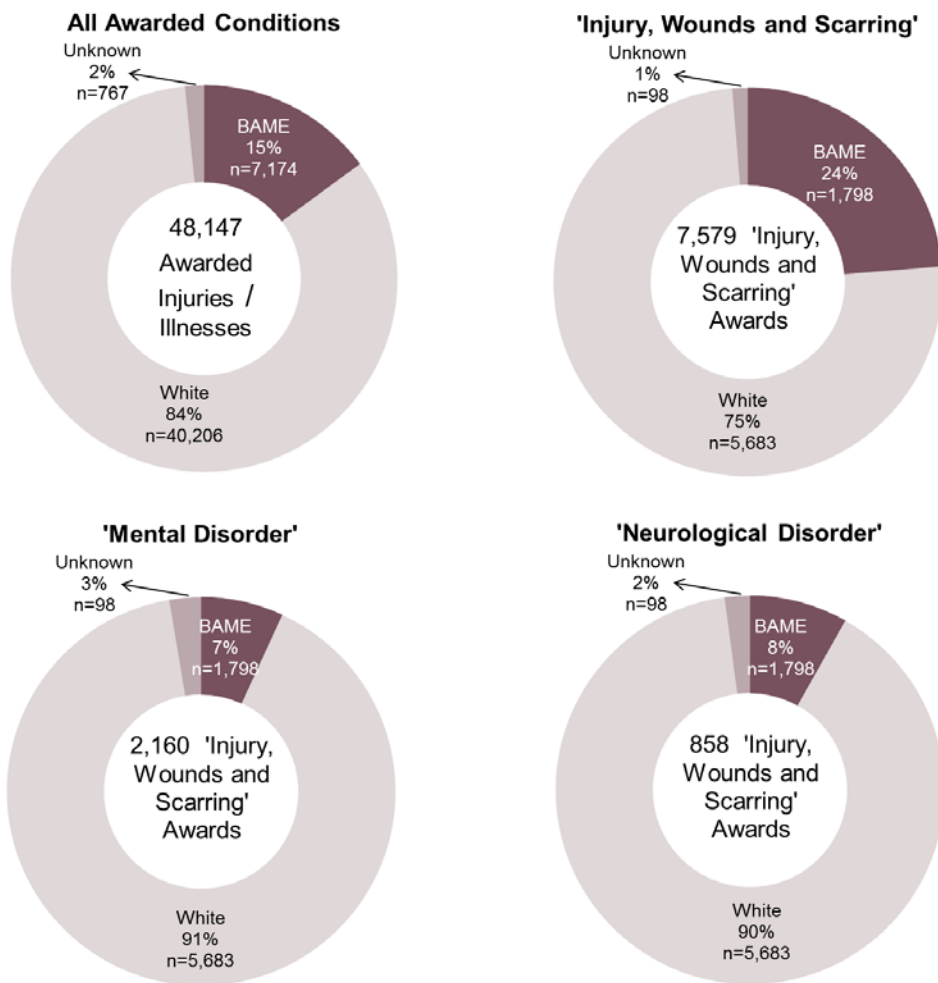 All Awarded Conditions
Unknown
2%
n=767
BAME
15%
n=7,174
48,147
Awarded
Injuries /
Illnesses
White
84%
n=40,206
'Injury, Wounds and Scarring'
Unknown
1%
n=98
BAME
24%
n=1,798
7,579 'Injury,
Wounds and
Scarring'
Awards
White
75%
n=5,683
'Mental Disorder'
Unknown
3%
n=98
BAME
7%
n=1,798
2,160 'Injury,
Wounds and
Scarring'
Awards
White
91%
n=5,683
'Neurological Disorder'
Unknown
2%
n=98
BAME
8%
n=1,798
858 'Injury,
Wounds and
Scarring'
Awards
White
90%
n=5,683